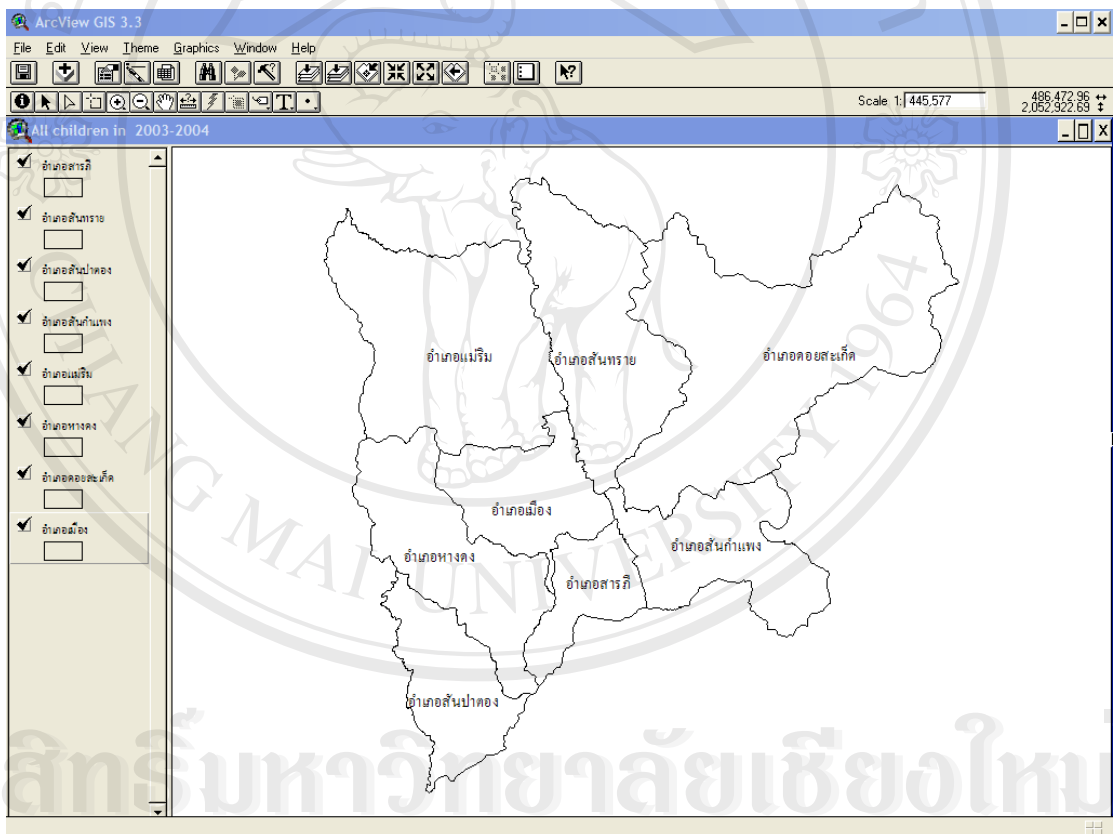 ArcView GIS 3.3
File Edit View Theme Graphics Window Help
Scale 1: 445,577
486,472.96
2,052,922.69
All children in 2003-2004
อำเภอสารภี
อำเภอสันทราย
อำเภอสันป่าตอง
อำเภอสันกำแพง
อำเภอแม่ริม
อำเภอหางดง
อำเภอดอยสะเก็ด
อำเภอเมือง
อำเภอแม่ริม
อำเภอสันทราย
อำเภอดอยสะเก็ด
อำเภอเมือง
อำเภอสันกำแพง
อำเภอหางดง
อำเภอสารภี
อำเภอสันป่าตอง
CHIANG MAI UNIVERSITY 1964
สิทธิ์มหาวิทยาลัยเชียงใหม่